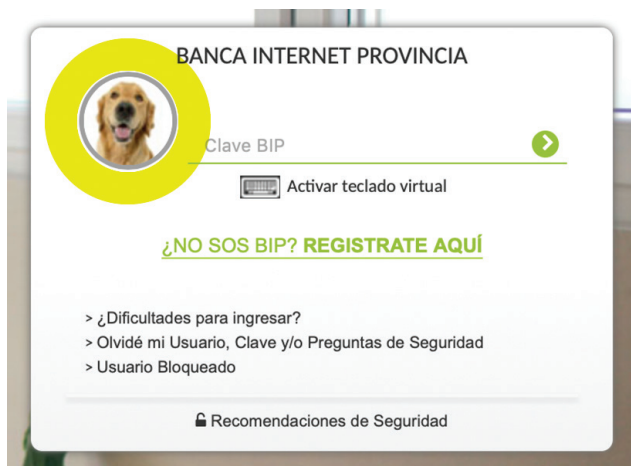 BANCA INTERNET PROVINCIA
Clave BIP
Activar teclado virtual
¿NO SOS BIP? REGISTRATE AQUÍ
> ¿Dificultades para ingresar?
> Olvidé mi Usuario, Clave y/o Preguntas de Seguridad
> Usuario Bloqueado
Recomendaciones de Seguridad